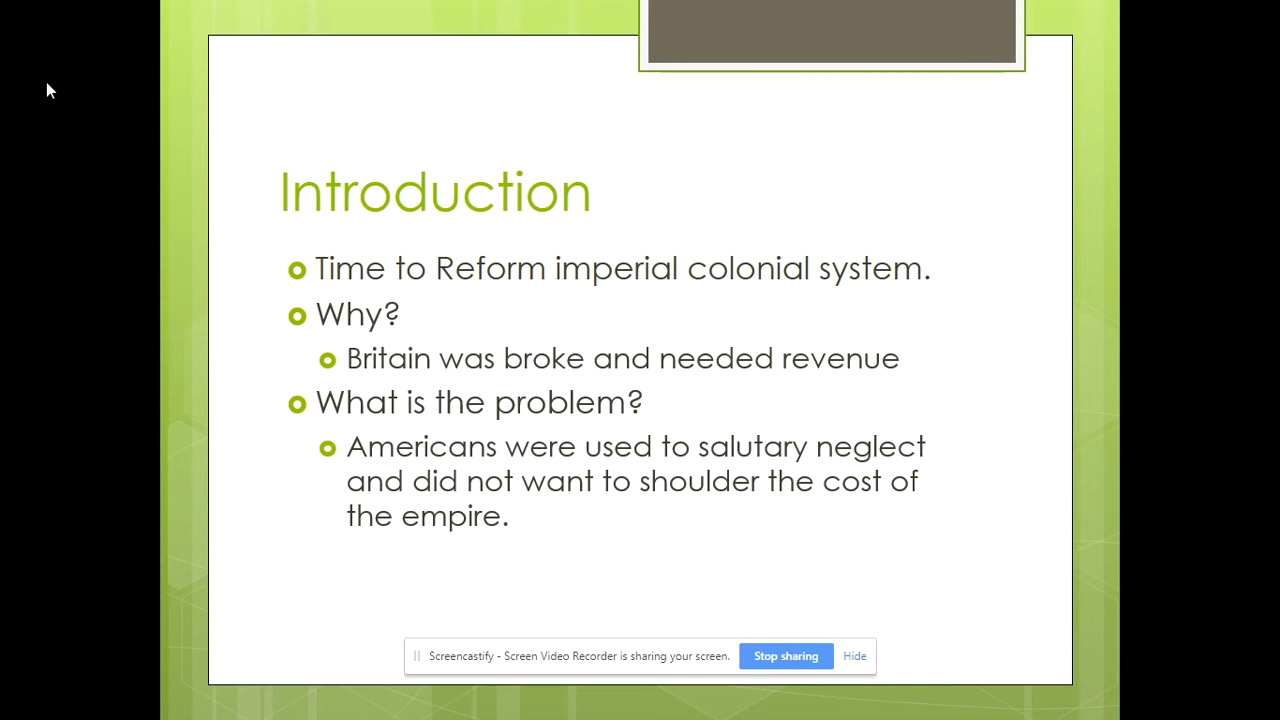 Introduction
Time to Reform imperial colonial system.
Why?
Britain was broke and needed revenue
What is the problem?
Americans were used to salutary neglect
and did not want to shoulder the cost of
the empire.
Screencastify - Screen Video Recorder is sharing your screen. Stop sharing Hide